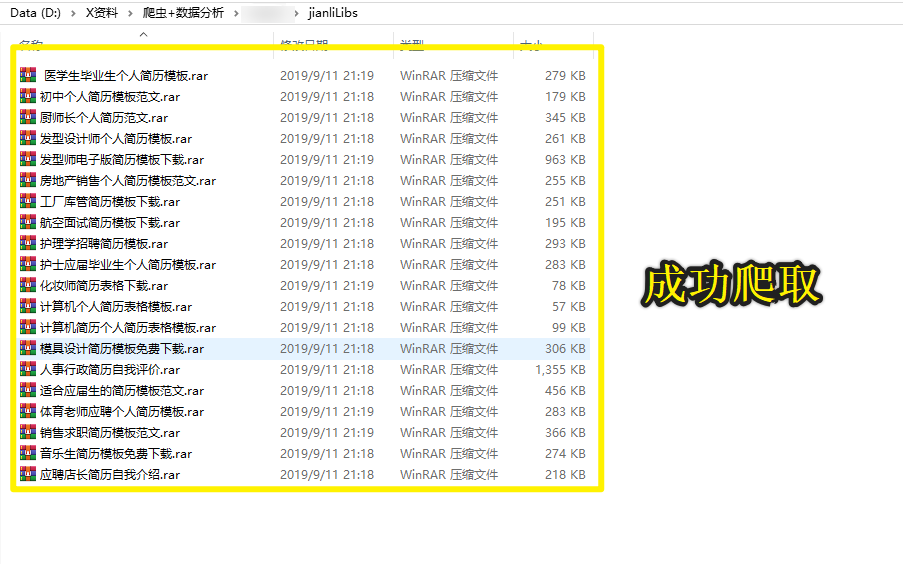 Data (D:) > X资料 > 爬虫+数据分析 > > jianliLibs
名称 修改日期 类型 大小
医学生毕业生个人简历模板.rar 2019/9/11 21:19 WinRAR 压缩文件 279 KB
初中个人简历模板范文.rar 2019/9/11 21:18 WinRAR 压缩文件 179 KB
厨师长个人简历范文.rar 2019/9/11 21:18 WinRAR 压缩文件 345 KB
发型设计师个人简历模板.rar 2019/9/11 21:18 WinRAR 压缩文件 261 KB
发型师电子版简历模板下载.rar 2019/9/11 21:19 WinRAR 压缩文件 963 KB
房地产销售个人简历模板范文.rar 2019/9/11 21:18 WinRAR 压缩文件 255 KB
工厂库管简历模板下载.rar 2019/9/11 21:18 WinRAR 压缩文件 251 KB
航空面试简历模板下载.rar 2019/9/11 21:18 WinRAR 压缩文件 195 KB
护理学招聘简历模板.rar 2019/9/11 21:18 WinRAR 压缩文件 293 KB
护士应届毕业生个人简历模板.rar 2019/9/11 21:18 WinRAR 压缩文件 283 KB
化妆师简历表格下载.rar 2019/9/11 21:18 WinRAR 压缩文件 78 KB
计算机个人简历表格模板.rar 2019/9/11 21:18 WinRAR 压缩文件 57 KB
计算机简历个人简历表格模板.rar 2019/9/11 21:18 WinRAR 压缩文件 99 KB
模具设计简历模板免费下载.rar 2019/9/11 21:18 WinRAR 压缩文件 306 KB
人事行政简历自我评价.rar 2019/9/11 21:18 WinRAR 压缩文件 1,355 KB
适合应届生的简历模板范文.rar 2019/9/11 21:18 WinRAR 压缩文件 456 KB
体育老师应聘个人简历模板.rar 2019/9/11 21:19 WinRAR 压缩文件 283 KB
销售求职简历模板范文.rar 2019/9/11 21:19 WinRAR 压缩文件 366 KB
音乐生简历模板免费下载.rar 2019/9/11 21:18 WinRAR 压缩文件 274 KB
应聘店长简历自我介绍.rar 2019/9/11 21:18 WinRAR 压缩文件 218 KB
成功爬取